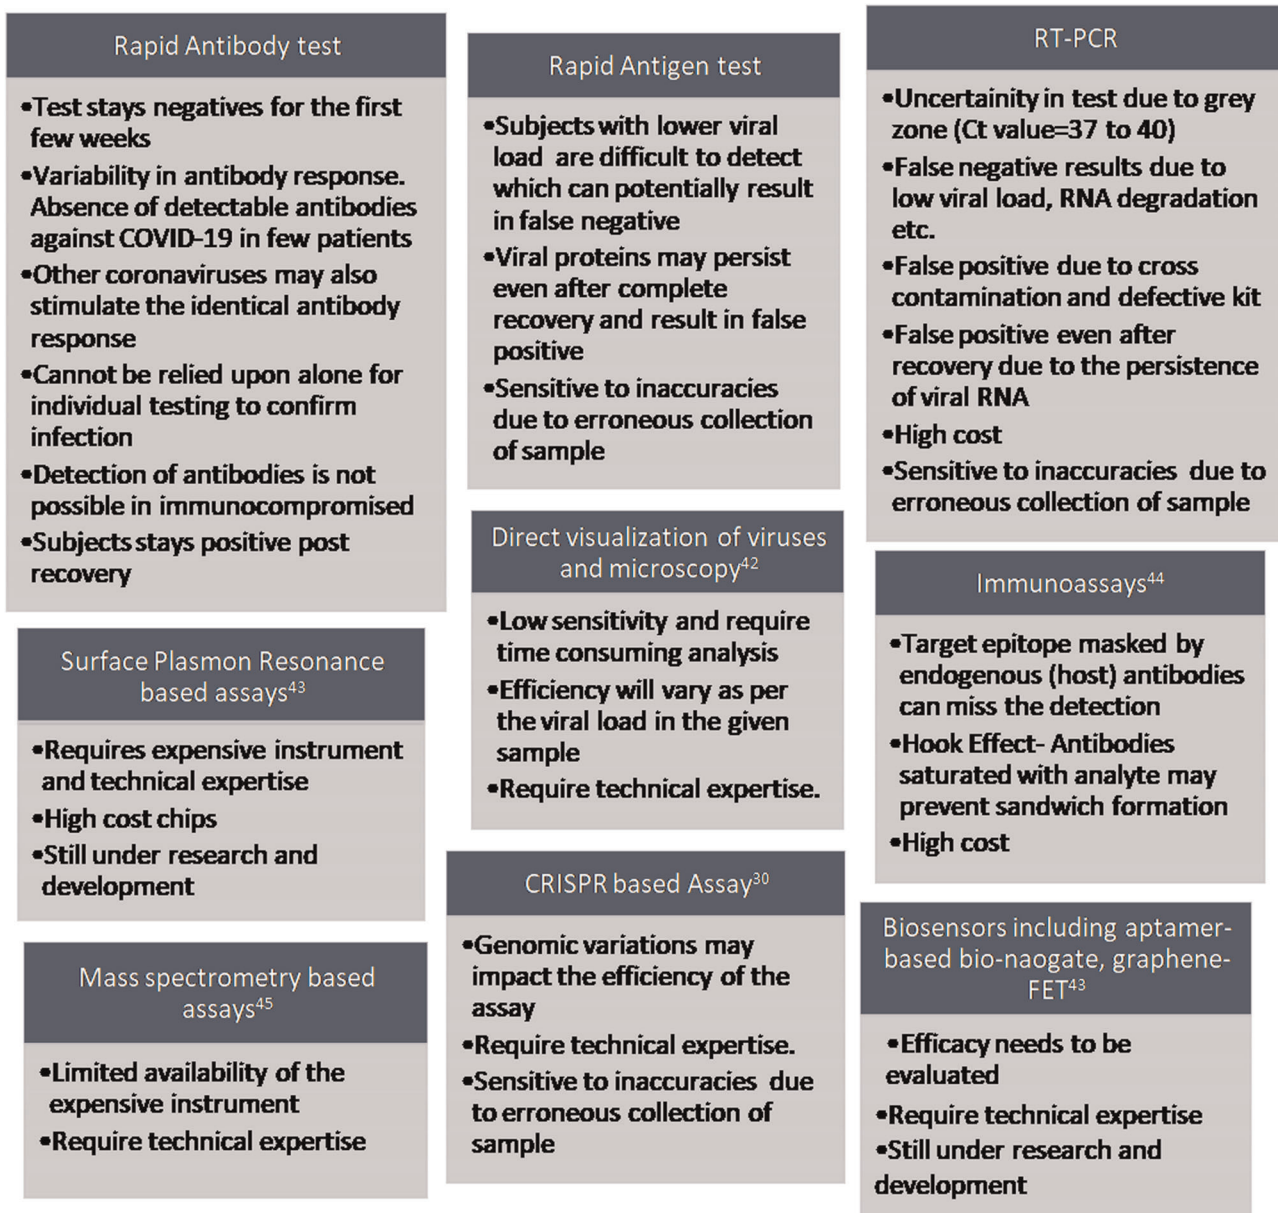 Rapid Antibody test
•Test stays negatives for the first
few weeks
•Variability in antibody response.
Absence of detectable antibodies
against COVID-19 in few patients
•Other coronaviruses may also
stimulate the identical antibody
response
•Cannot be relied upon alone for
individual testing to confirm
infection
•Detection of antibodies is not
possible in immunocompromised
•Subjects stays positive post
recovery
Rapid Antigen test
•Subjects with lower viral
load are difficult to detect
which can potentially result
in false negative
•Viral proteins may persist
even after complete
recovery and result in false
positive
•Sensitive to inaccuracies
due to erroneous collection
of sample
RT-PCR
•Uncertainity in test due to grey
zone (Ct value=37 to 40)
•False negative results due to
low viral load, RNA degradation
etc.
•False positive due to cross
contamination and defective kit
•False positive even after
recovery due to the persistence
of viral RNA
•High cost
•Sensitive to inaccuracies due to
erroneous collection of sample
Direct visualization of viruses
and microscopy42
•Low sensitivity and require
time consuming analysis
•Efficiency will vary as per
the viral load in the given
sample
•Require technical expertise.
Immunoassays44
•Target epitope masked by
endogenous (host) antibodies
can miss the detection
•Hook Effect- Antibodies
saturated with analyte may
prevent sandwich formation
•High cost
Surface Plasmon Resonance
based assays43
•Requires expensive instrument
and technical expertise
•High cost chips
•Still under research and
development
CRISPR based Assay30
•Genomic variations may
impact the efficiency of the
assay
•Require technical expertise.
•Sensitive to inaccuracies due
to erroneous collection of
sample
Biosensors including aptamer-
based bio-naogate, graphene-
FET43
•Efficacy needs to be
evaluated
•Require technical expertise
•Still under research and
development
Mass spectrometry based
assays45
•Limited availability of the
expensive instrument
•Require technical expertise